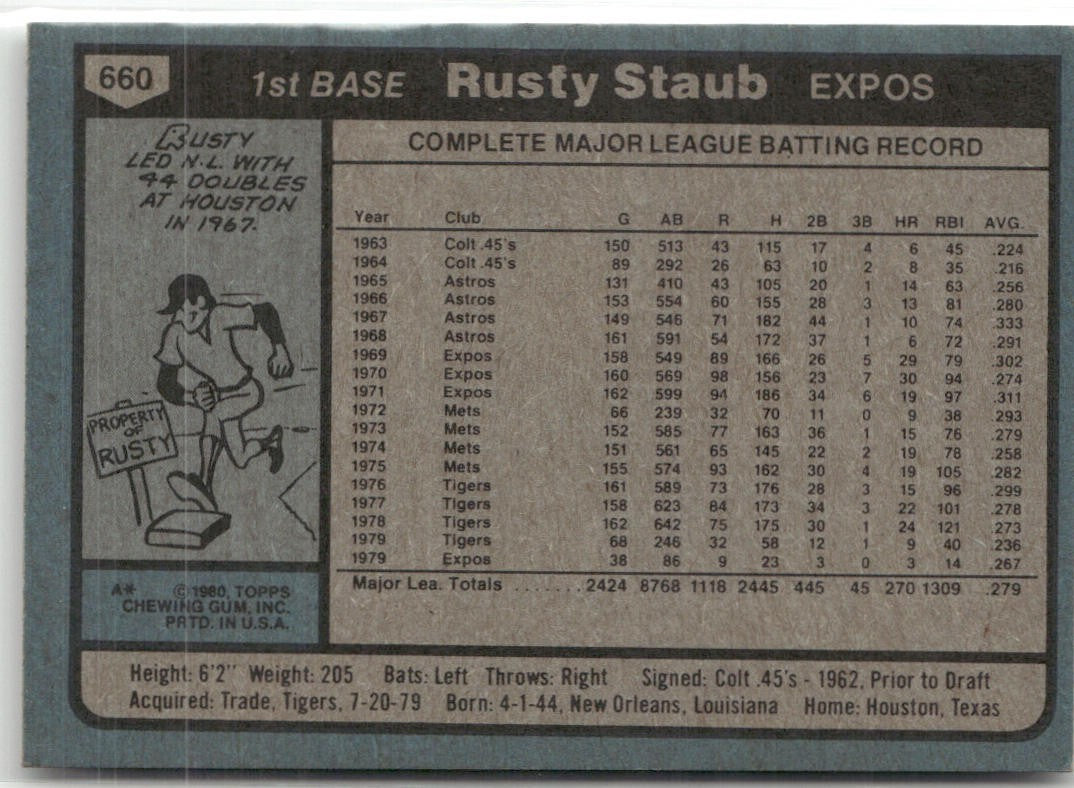 660 1st BASE Rusty Staub EXPOS
RUSTY
LED N.L. WITH
44 DOUBLES
AT HOUSTON
IN 1967.
PROPERTY
OF
RUSTY
A* © 1980, TOPPS
CHEWING GUM, INC.
PRTD. IN U.S.A.
COMPLETE MAJOR LEAGUE BATTING RECORD
Year Club G AB R H 2B 3B HR RBI AVG.
1963 Colt .45's 150 513 43 115 17 4 6 45 .224
1964 Colt .45's 89 292 26 63 10 2 8 35 .216
1965 Astros 131 410 43 105 20 1 14 63 .256
1966 Astros 153 554 60 155 28 3 13 81 .280
1967 Astros 149 546 71 182 44 1 10 74 .333
1968 Astros 161 591 54 172 37 1 6 72 .291
1969 Expos 158 549 89 166 26 5 29 79 .302
1970 Expos 160 569 98 156 23 7 30 94 .274
1971 Expos 162 599 94 186 34 6 19 97 .311
1972 Mets 66 239 32 70 11 0 9 38 .293
1973 Mets 152 585 77 163 36 1 15 76 .279
1974 Mets 151 561 65 145 22 2 19 78 .258
1975 Mets 155 574 93 162 30 4 19 105 .282
1976 Tigers 161 589 73 176 28 3 15 96 .299
1977 Tigers 158 623 84 173 34 3 22 101 .278
1978 Tigers 162 642 75 175 30 1 24 121 .273
1979 Tigers 68 246 32 58 12 1 9 40 .236
1979 Expos 38 86 9 23 3 0 3 14 .267
Major Lea. Totals ....... 2424 8768 1118 2445 445 45 270 1309 .279
Height: 6'2" Weight: 205 Bats: Left Throws: Right Signed: Colt .45's - 1962, Prior to Draft
Acquired: Trade, Tigers, 7-20-79 Born: 4-1-44, New Orleans, Louisiana Home: Houston, Texas